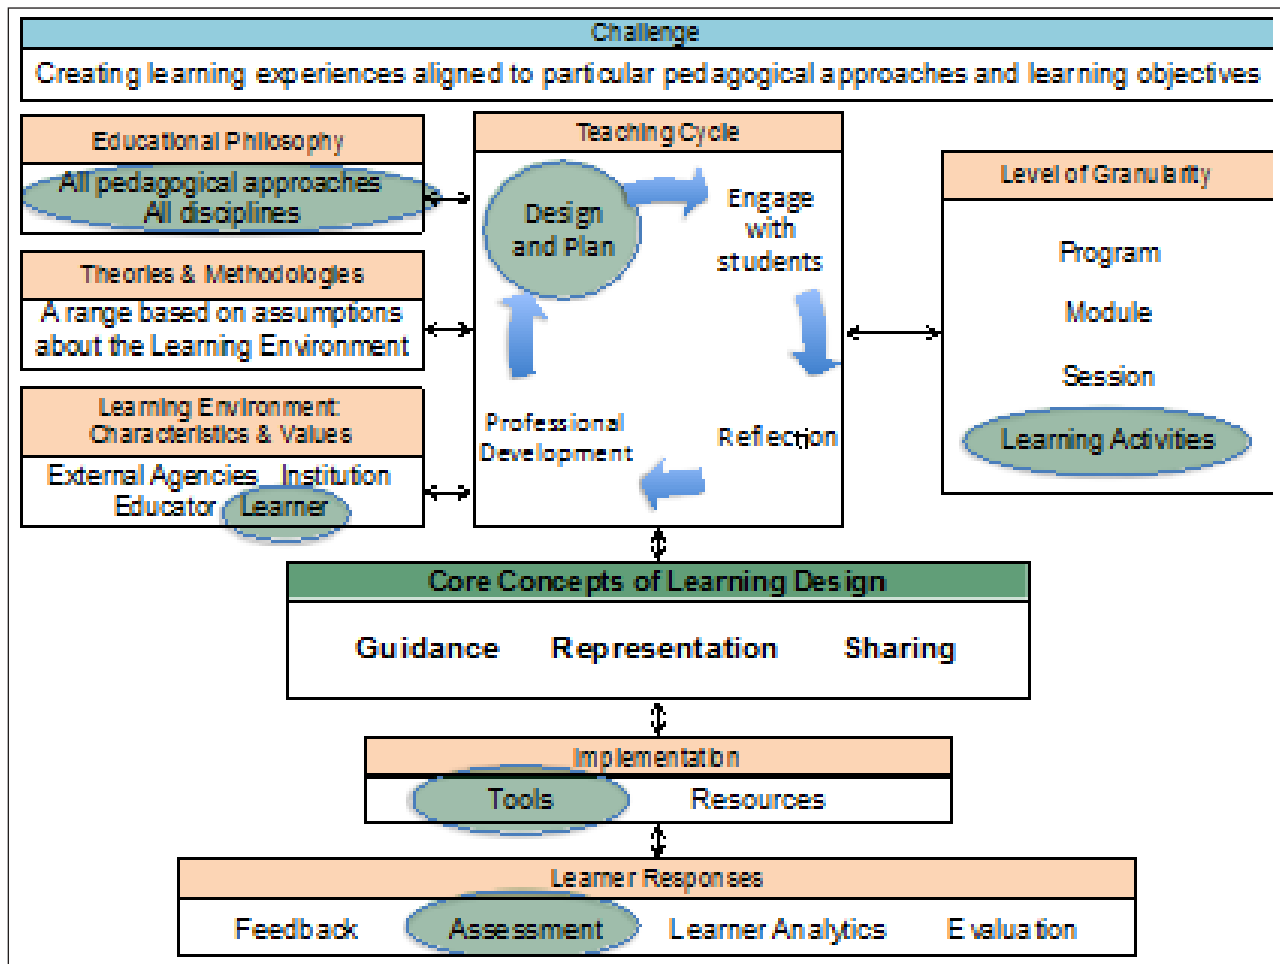 Challenge
Creating learning experiences aligned to particular pedagogical approaches and learning objectives
Educational Philosophy
All pedagogical approaches
All disciplines
Theories & Methodologies
A range based on assumptions
about the Learning Environment
Learning Environment:
Characteristics & Values
External Agencies Institution
Educator Learner
Teaching Cycle
Design
and Plan
Engage
with
students
Reflection
Professional
Development
Level of Granularity
Program
Module
Session
Learning Activities
Core Concepts of Learning Design
Guidance Representation Sharing
Implementation
Tools Resources
Learner Responses
Feedback Assessment Learner Analytics Evaluation